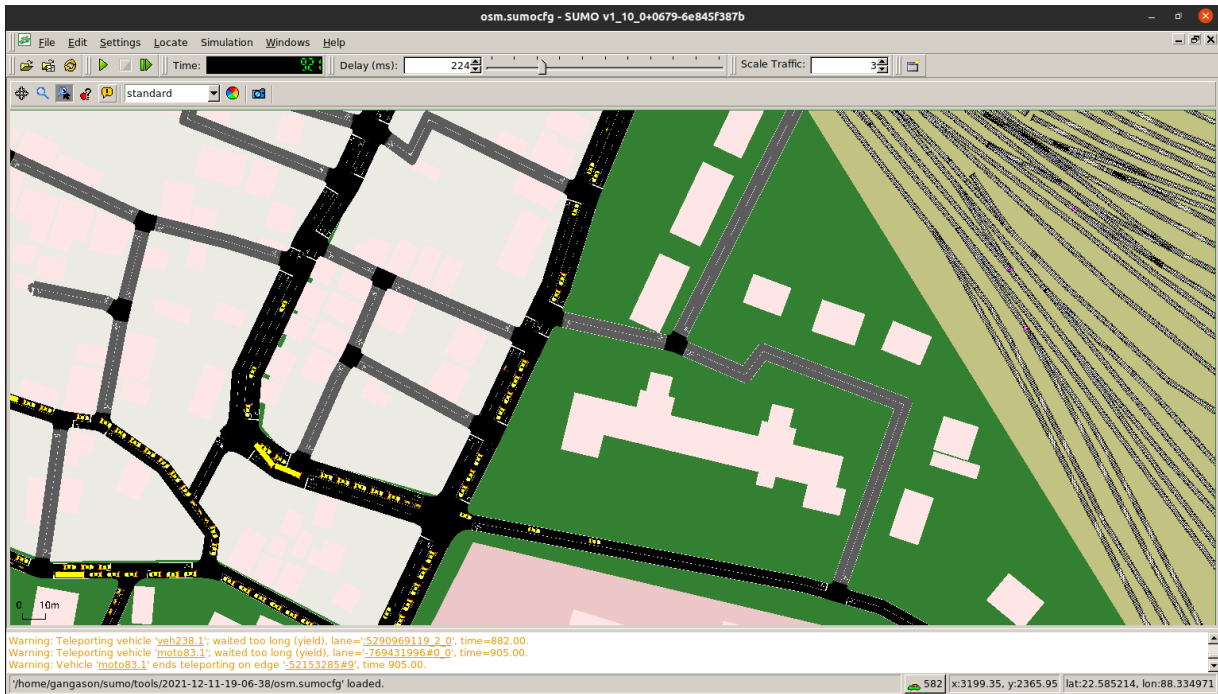 osm.sumocfg - SUMO v1_10_0+0679-6e845f387b
File Edit Settings Locate Simulation Windows Help
Time: 921 Delay (ms): 224 Scale Traffic: 3
standard
0 10m
Warning: Teleporting vehicle 'veh238.1'; waited too long (yield), lane=':5290969119_2_0', time=882.00.
Warning: Teleporting vehicle 'moto83.1'; waited too long (yield), lane='-769431996#0_0', time=905.00.
Warning: Vehicle 'moto83.1' ends teleporting on edge '-52153285#9', time 905.00.
'/home/gangason/sumo/tools/2021-12-11-19-06-38/osm.sumocfg' loaded. 582 x:3199.35, y:2365.95 lat:22.585214, lon:88.334971